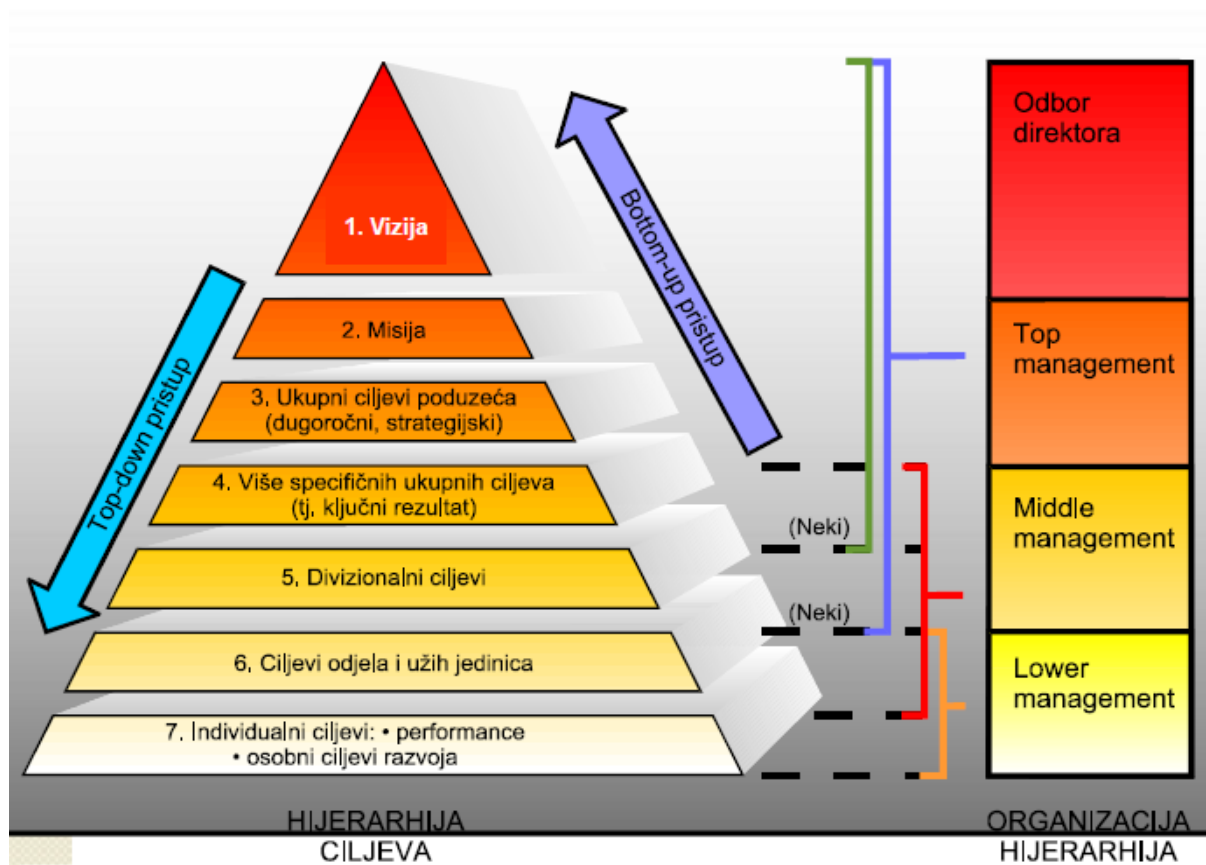 Odbor
direktora
1. Vizija
Bottom-up pristup
Top-down pristup
2. Misija
Top
management
3. Ukupni ciljevi poduzeća
(dugoročni, strategijski)
4. Više specifičnih ukupnih ciljeva
(tj. ključni rezultat)
(Neki)
Middle
management
5. Divizionalni ciljevi
(Neki)
6. Ciljevi odjela i užih jedinica
Lower
management
7. Individualni ciljevi: • performance
• osobni ciljevi razvoja
HIJERARHIJA
CILJEVA
ORGANIZACIJA
HIJERARHIJA